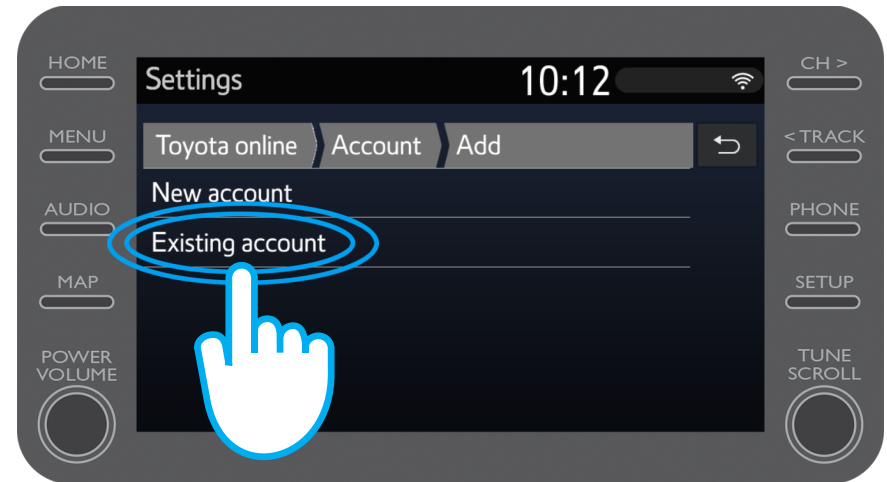 HOME
MENU
AUDIO
MAP
POWER
VOLUME
Settings
10:12
Toyota online
Account
Add
New account
Existing account
CH >
< TRACK
PHONE
SETUP
TUNE
SCROLL